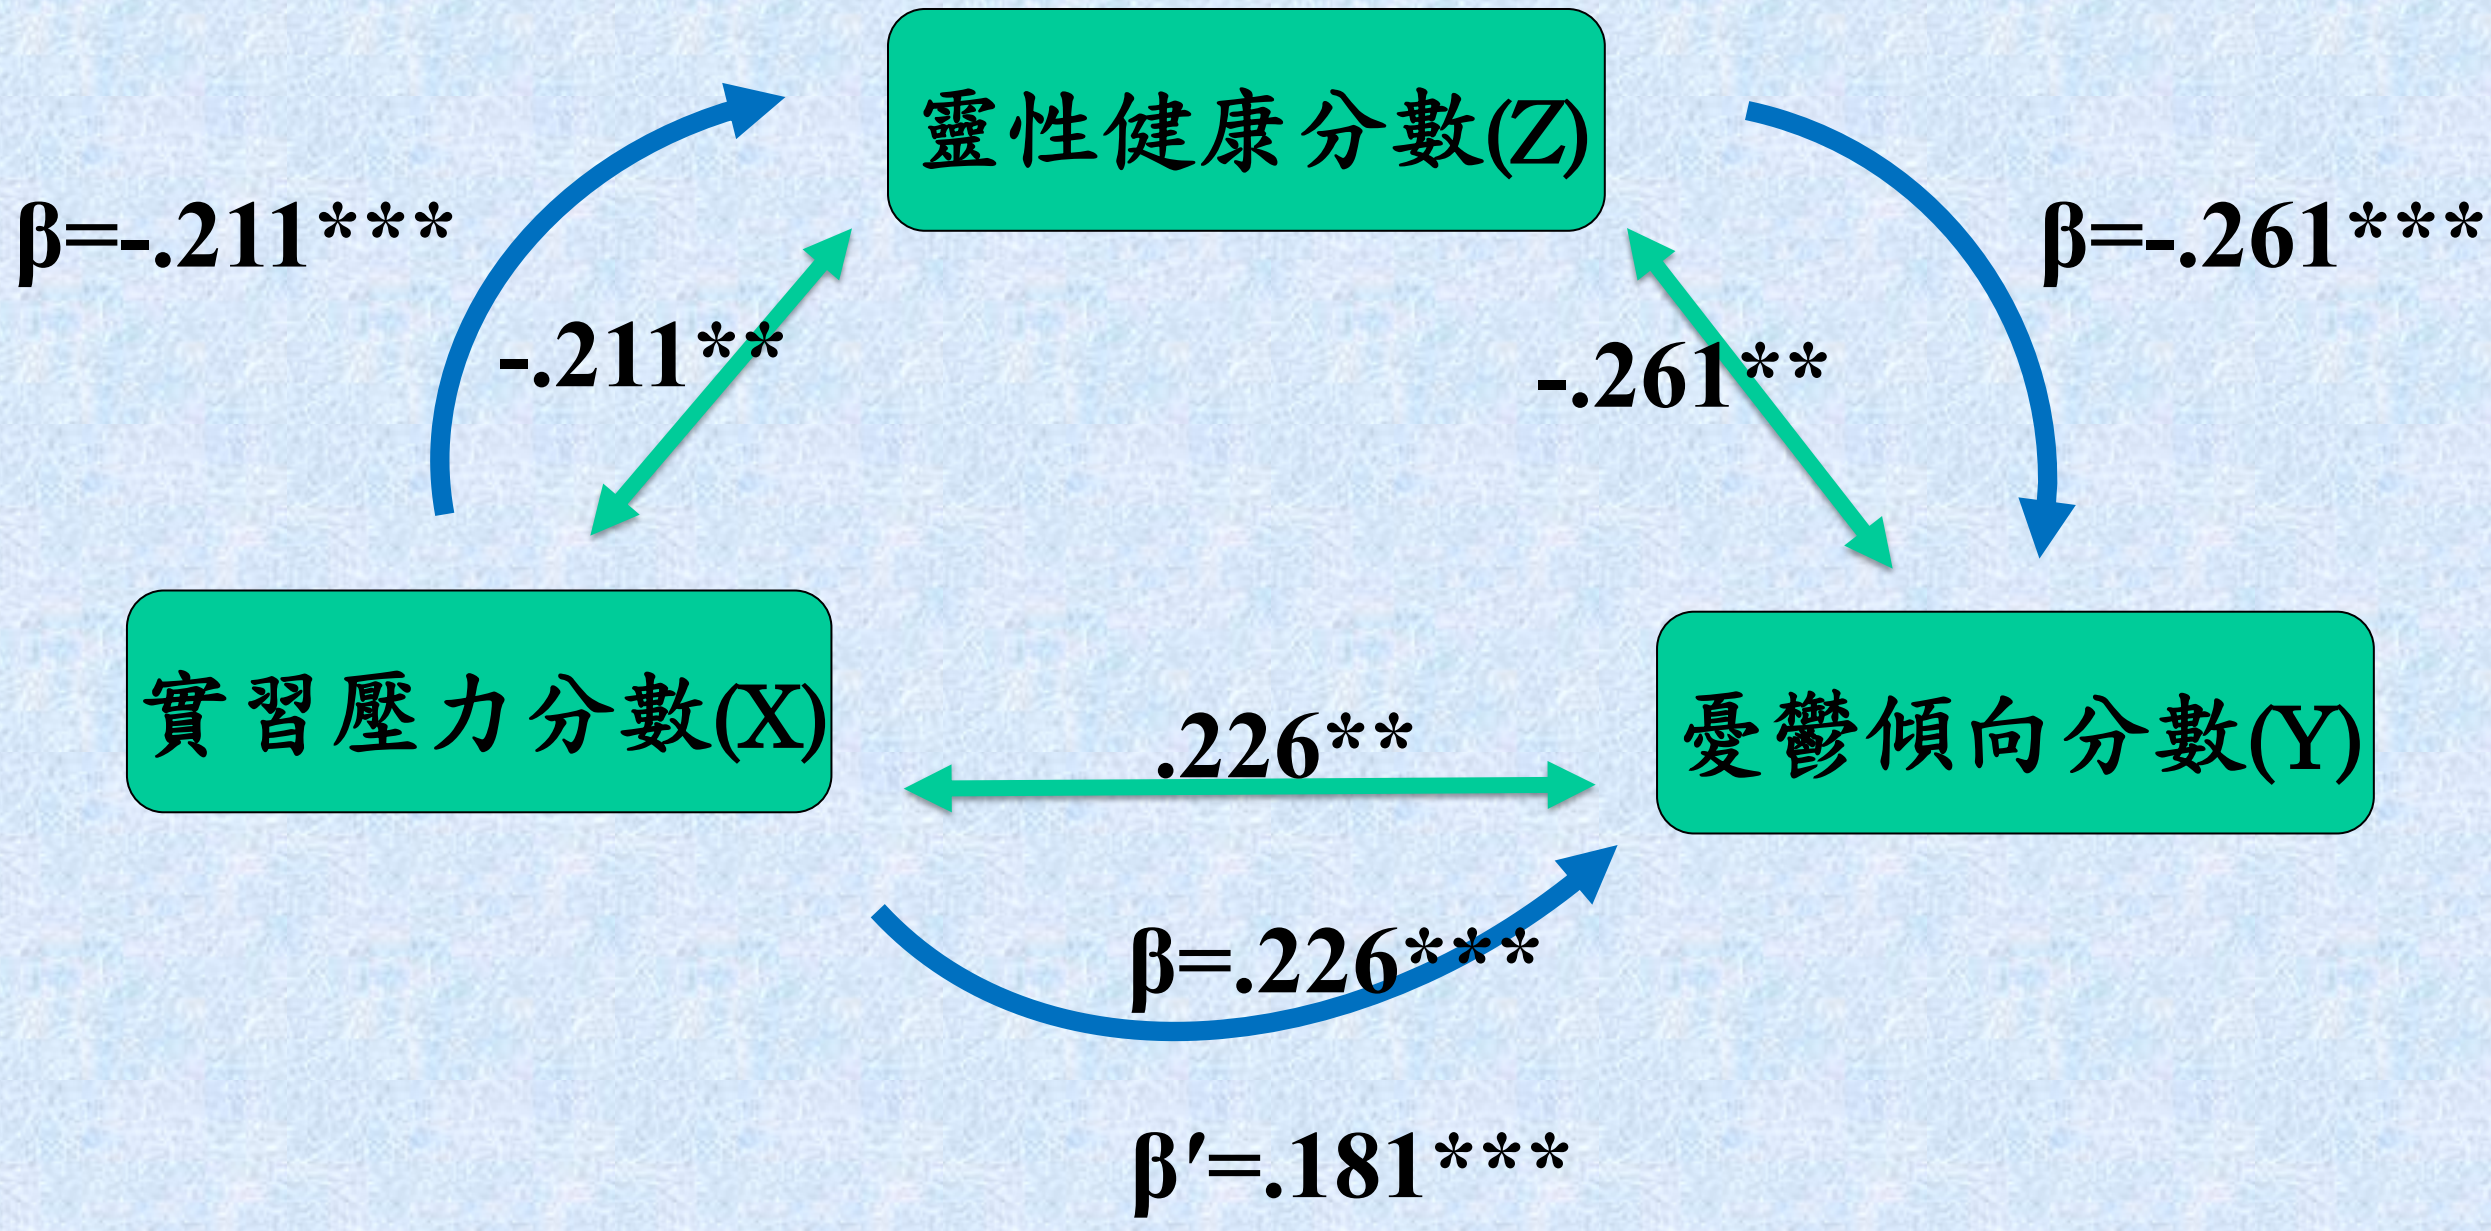 靈性健康分數(Z)
β=-.211***
β=-.261***
-.211**
-.261**
實習壓力分數(X)
.226**
憂鬱傾向分數(Y)
β=.226***
β′=.181***